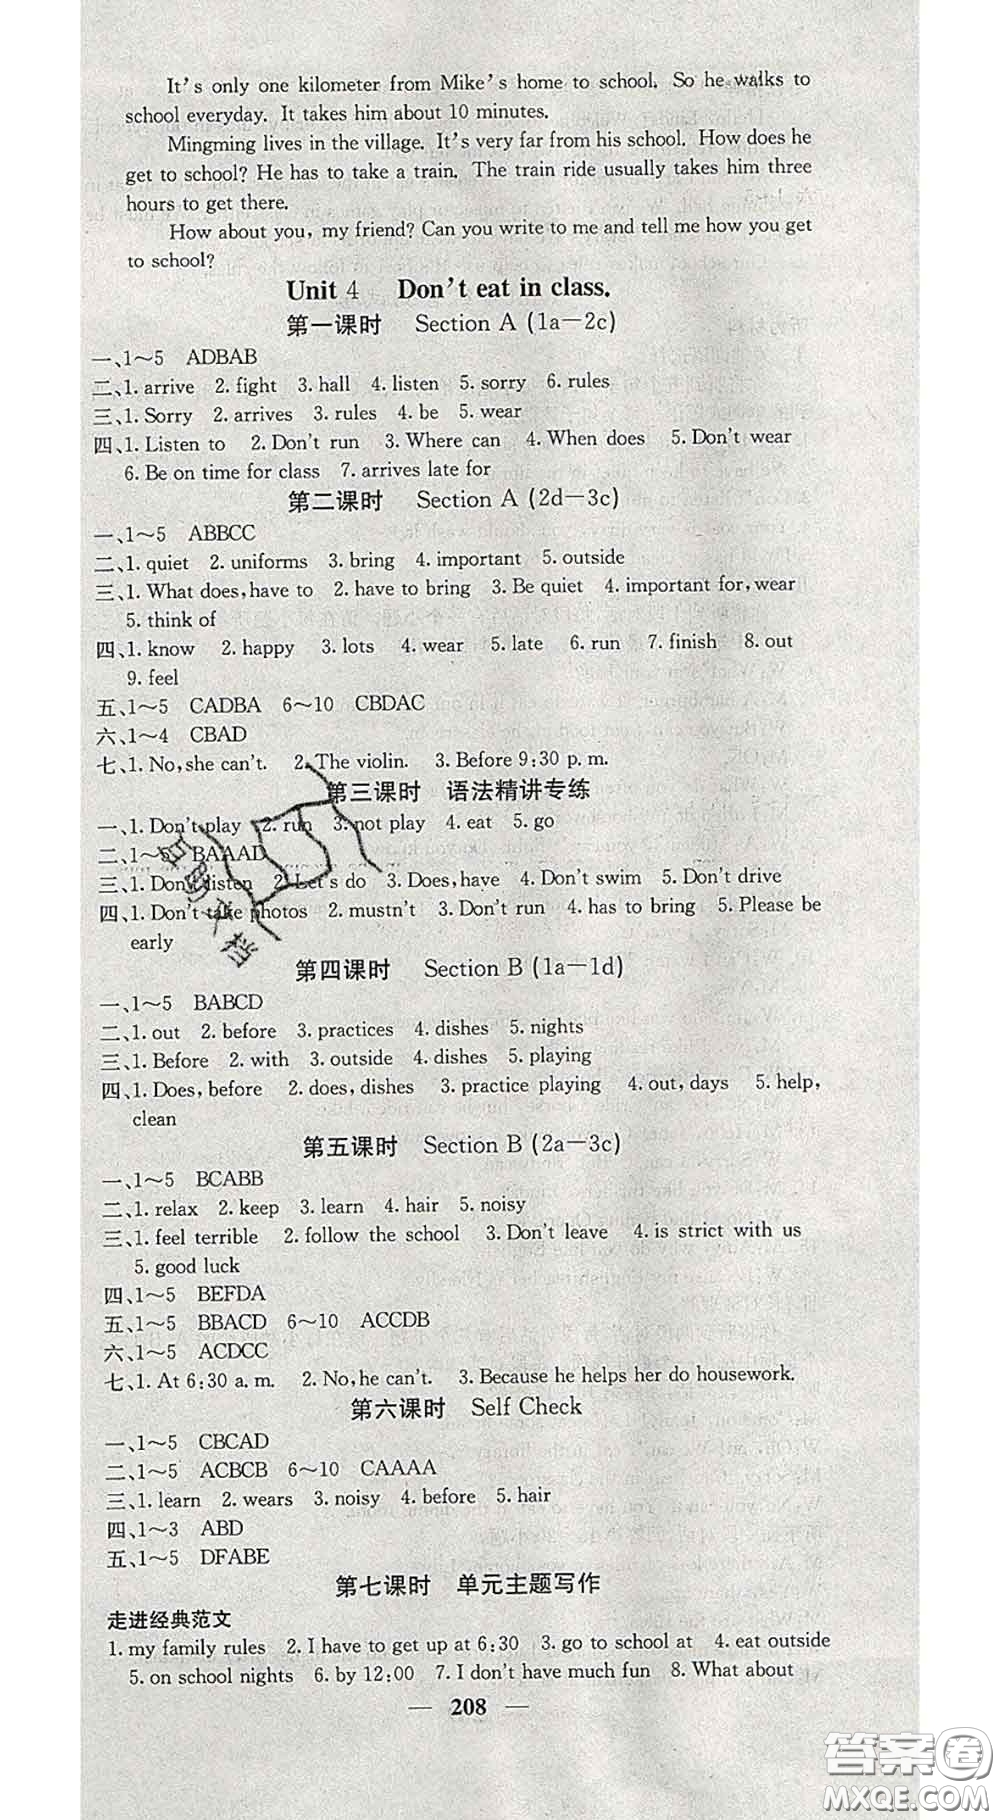 It's only one kilometer from Mike's home to school. So he walks to
school everyday. It takes him about 10 minutes.
Mingming lives in the village. It's very far from his school. How does he
get to school? He has to take a train. The train ride usually takes him three
hours to get there.
How about you, my friend? Can you write to me and tell me how you get
to school?
Unit 4 Don't eat in class.
第一课时 Section A (1a—2c)
一、1～5 ADBAB
二、1. arrive 2. fight 3. hall 4. listen 5. sorry 6. rules
三、1. Sorry 2. arrives 3. rules 4. be 5. wear
四、1. Listen to 2. Don't run 3. Where can 4. When does 5. Don't wear
6. Be on time for class 7. arrives late for
第二课时 Section A (2d—3c)
一、1～5 ABBCC
二、1. quiet 2. uniforms 3. bring 4. important 5. outside
三、1. What does, have to 2. have to bring 3. Be quiet 4. important for, wear
5. think of
四、1. know 2. happy 3. lots 4. wear 5. late 6. run 7. finish 8. out
9. feel
五、1～5 CADBA 6～10 CBDAC
六、1～4 CBAD
七、1. No, she can't. 2. The violin. 3. Before 9:30 p. m.
第三课时 语法精讲专练
一、1. Don't play 2. run 3. not play 4. eat 5. go
二、1～5 BAAAD
三、1. Don't listen 2. Let's do 3. Does, have 4. Don't swim 5. Don't drive
四、1. Don't take photos 2. mustn't 3. Don't run 4. has to bring 5. Please be
early
第四课时 Section B (1a—1d)
一、1～5 BABCD
二、1. out 2. before 3. practices 4. dishes 5. nights
三、1. Before 2. with 3. outside 4. dishes 5. playing
四、1. Does, before 2. does, dishes 3. practice playing 4. out, days 5. help,
clean
第五课时 Section B (2a—3c)
一、1～5 BCABB
二、1. relax 2. keep 3. learn 4. hair 5. noisy
三、1. feel terrible 2. follow the school 3. Don't leave 4. is strict with us
5. good luck
四、1～5 BEFDA
五、1～5 BBACD 6～10 ACCDB
六、1～5 ACDCC
七、1. At 6:30 a. m. 2. No, he can't. 3. Because he helps her do housework.
第六课时 Self Check
一、1～5 CBCAD
二、1～5 ACBCB 6～10 CAAAA
三、1. learn 2. wears 3. noisy 4. before 5. hair
四、1～3 ABD
五、1～5 DFABE
第七课时 单元主题写作
走进经典范文
1. my family rules 2. I have to get up at 6:30 3. go to school at 4. eat outside
5. on school nights 6. by 12:00 7. I don't have much fun 8. What about
— 208 —
答案圈
MXQE.COM